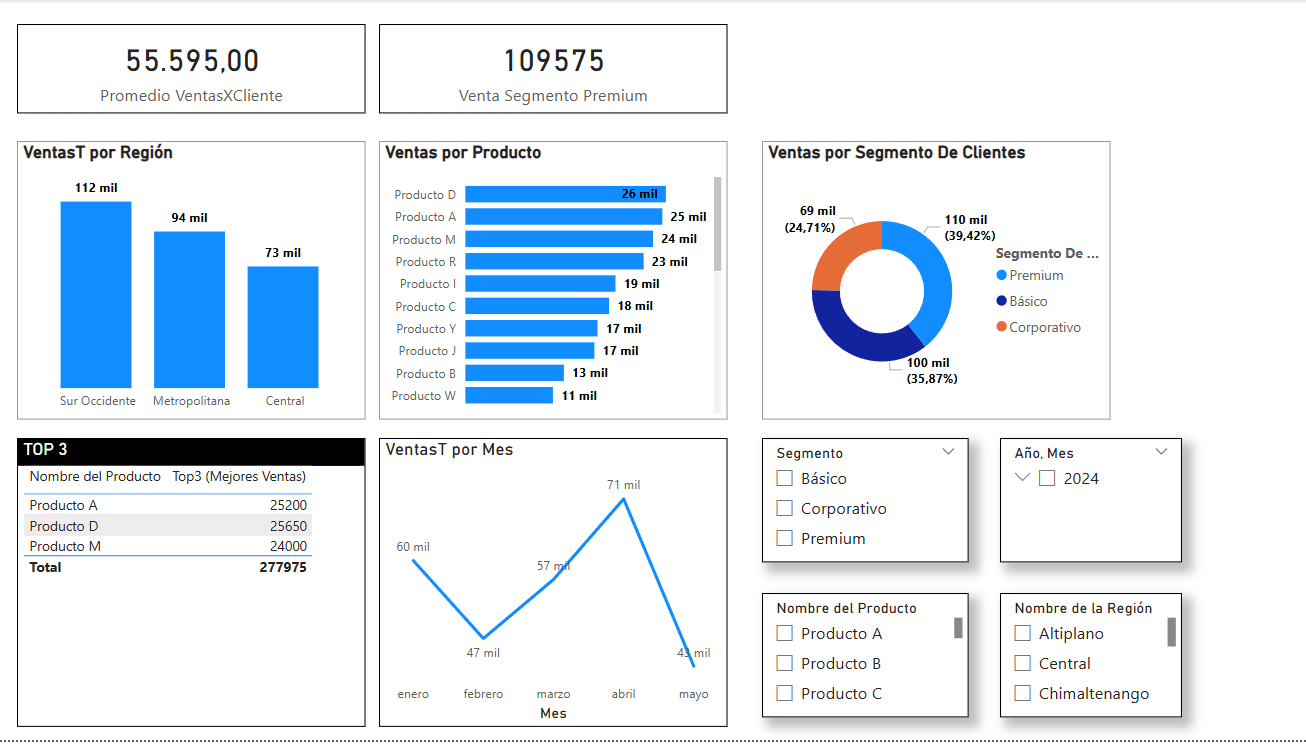 55.595,00
Promedio VentasXCliente
109575
Venta Segmento Premium
VentasT por Región
112 mil
94 mil
73 mil
Sur Occidente Metropolitana Central
Ventas por Producto
Producto D 26 mil
Producto A 25 mil
Producto M 24 mil
Producto R 23 mil
Producto I 19 mil
Producto C 18 mil
Producto Y 17 mil
Producto J 17 mil
Producto B 13 mil
Producto W 11 mil
Ventas por Segmento De Clientes
69 mil
(24,71%)
110 mil
(39,42%)
100 mil
(35,87%)
Segmento De ...
Premium
Básico
Corporativo
TOP 3
Nombre del Producto Top3 (Mejores Ventas)
Producto A 25200
Producto D 25650
Producto M 24000
Total 277975
VentasT por Mes
60 mil
47 mil
57 mil
71 mil
43 mil
enero febrero marzo abril mayo
Mes
Segmento
Básico
Corporativo
Premium
Año, Mes
2024
Nombre del Producto
Producto A
Producto B
Producto C
Nombre de la Región
Altiplano
Central
Chimaltenango